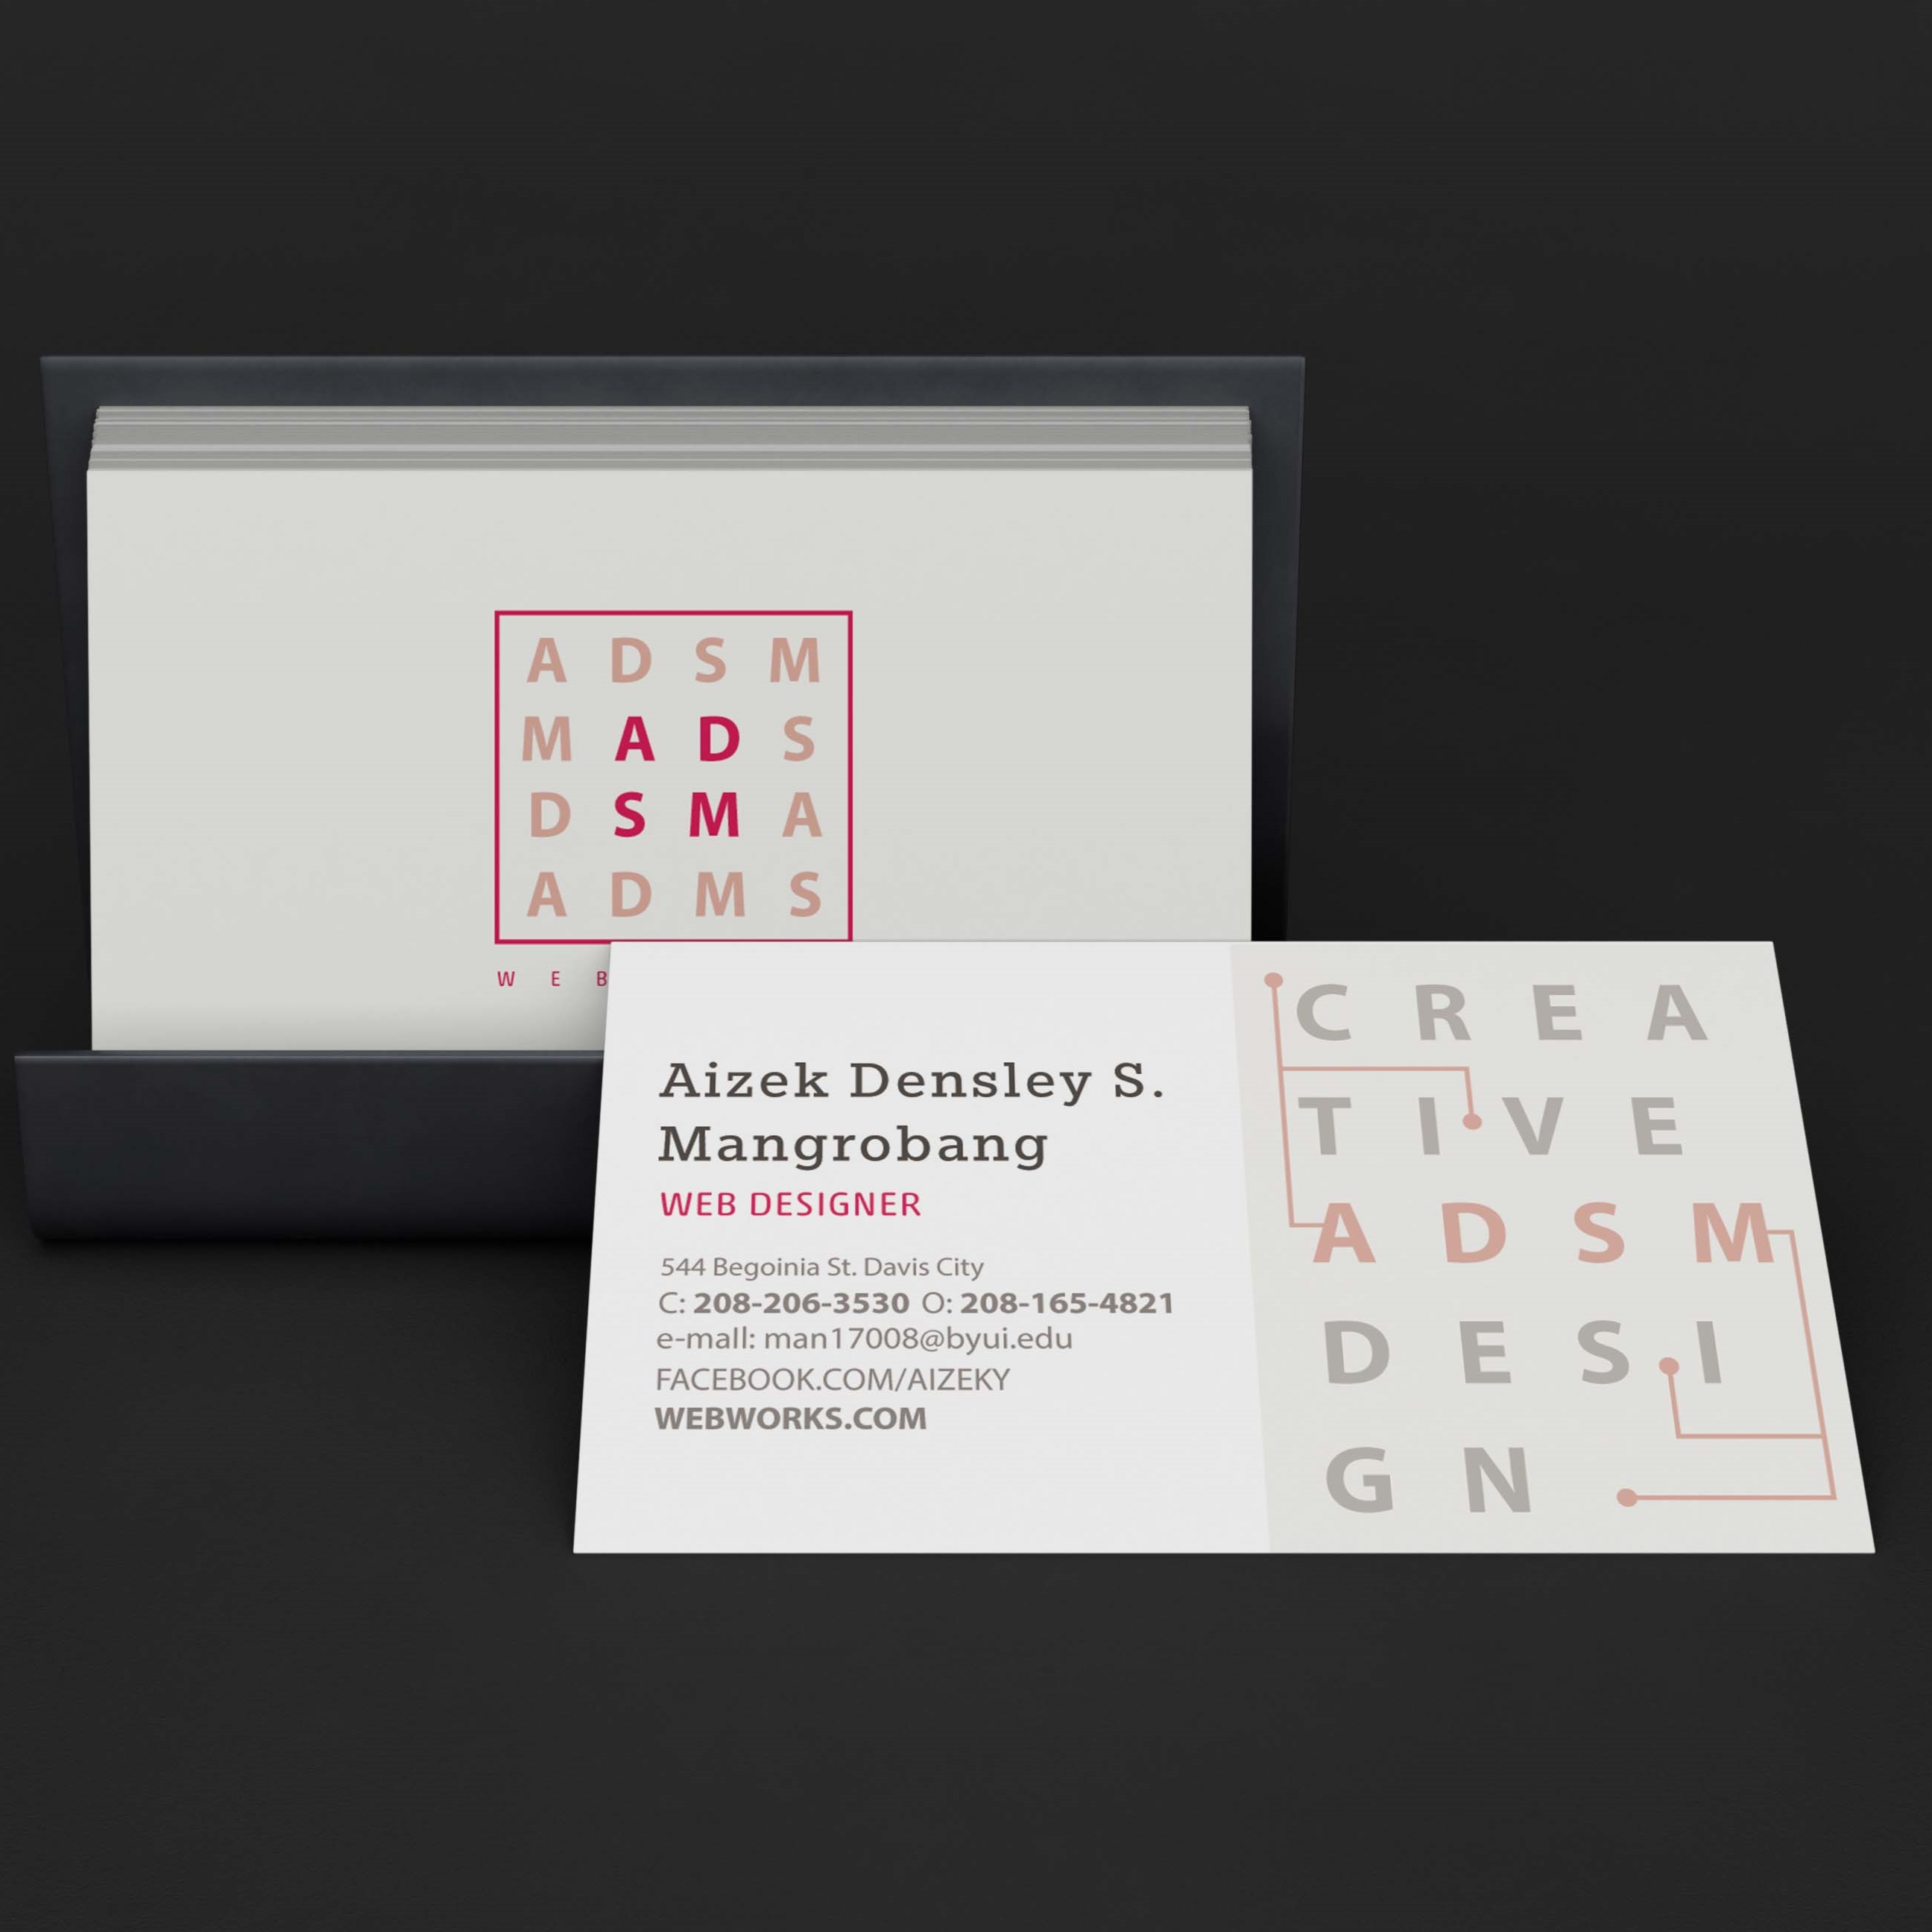 A D S M
M A D S
D S M A
A D M S
W E B
Aizek Densley S.
Mangrobang
WEB DESIGNER
544 Begoinia St. Davis City
C: 208-206-3530 O: 208-165-4821
e-mall: man17008@byui.edu
FACEBOOK.COM/AIZEKY
WEBWORKS.COM
C R E A
T I V E
A D S M
D E S I
G N